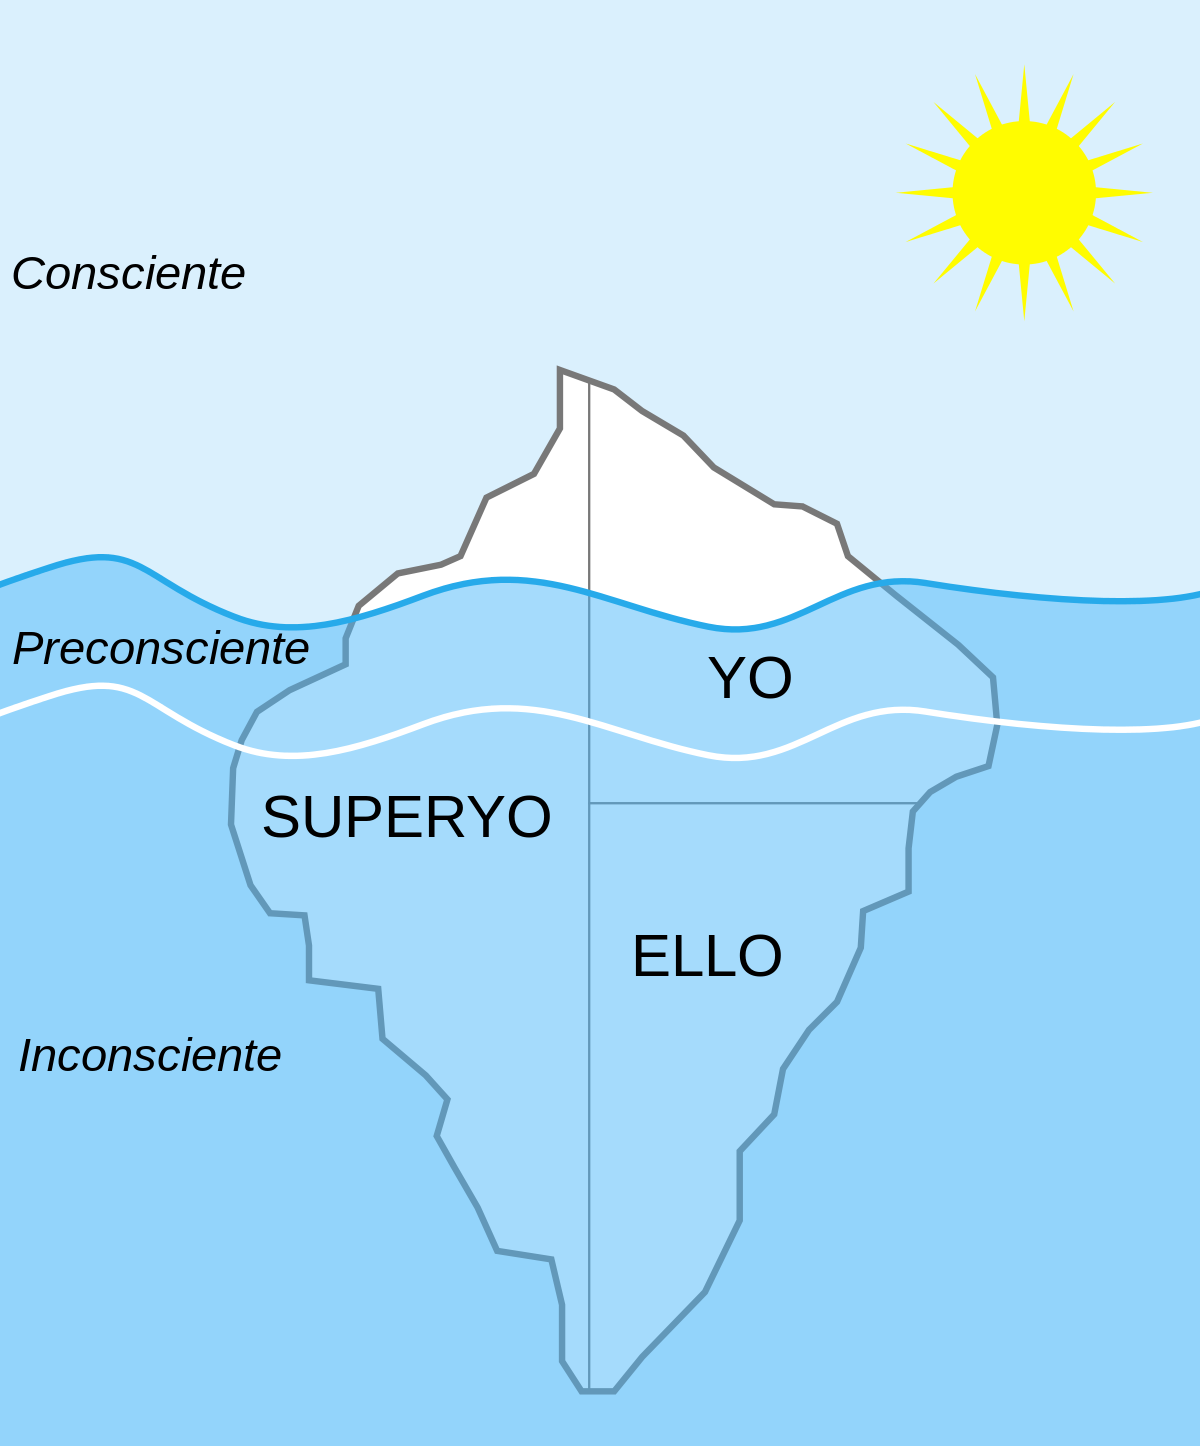 Consciente
Preconsciente
YO
SUPERYO
ELLO
Inconsciente